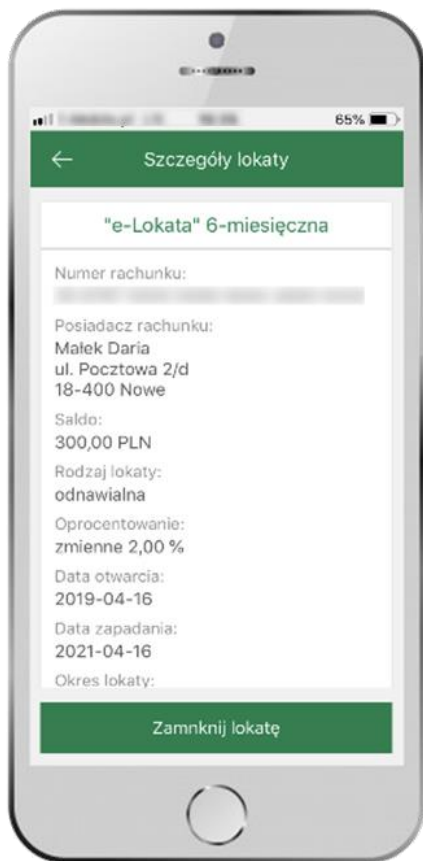 65%
Szczegóły lokaty
"e-Lokata" 6-miesięczna
Numer rachunku:
Posiadacz rachunku:
Małek Daria
ul. Pocztowa 2/d
18-400 Nowe
Saldo:
300,00 PLN
Rodzaj lokaty:
odnawialna
Oprocentowanie:
zmienne 2,00 %
Data otwarcia:
2019-04-16
Data zapadania:
2021-04-16
Okres lokaty:
Zamnknij lokatę